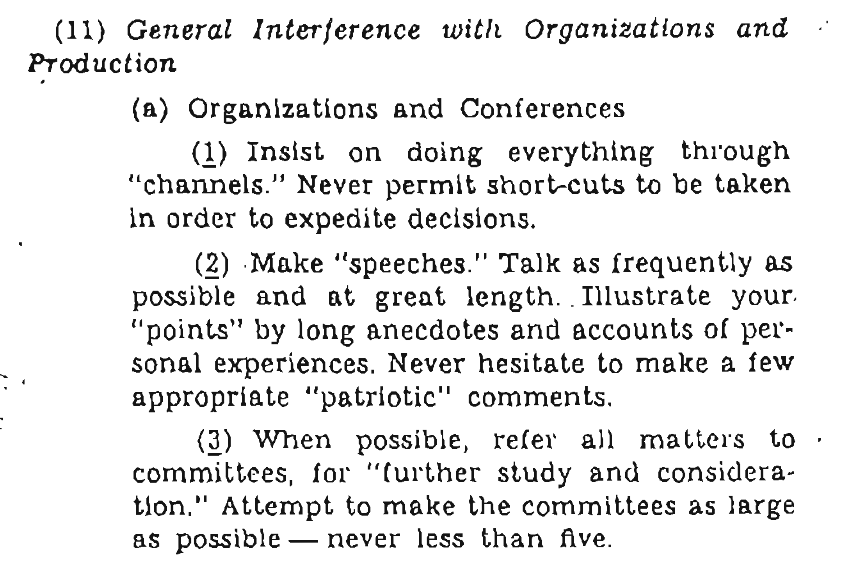 (11) General Interference with Organizations and
Production
(a) Organizations and Conferences
(1) Insist on doing everything through
"channels." Never permit short-cuts to be taken
in order to expedite decisions.
(2) Make "speeches." Talk as frequently as
possible and at great length. Illustrate your
"points" by long anecdotes and accounts of per-
sonal experiences. Never hesitate to make a few
appropriate "patriotic" comments.
(3) When possible, refer all matters to
committees, for "further study and considera-
tion." Attempt to make the committees as large
as possible — never less than five.